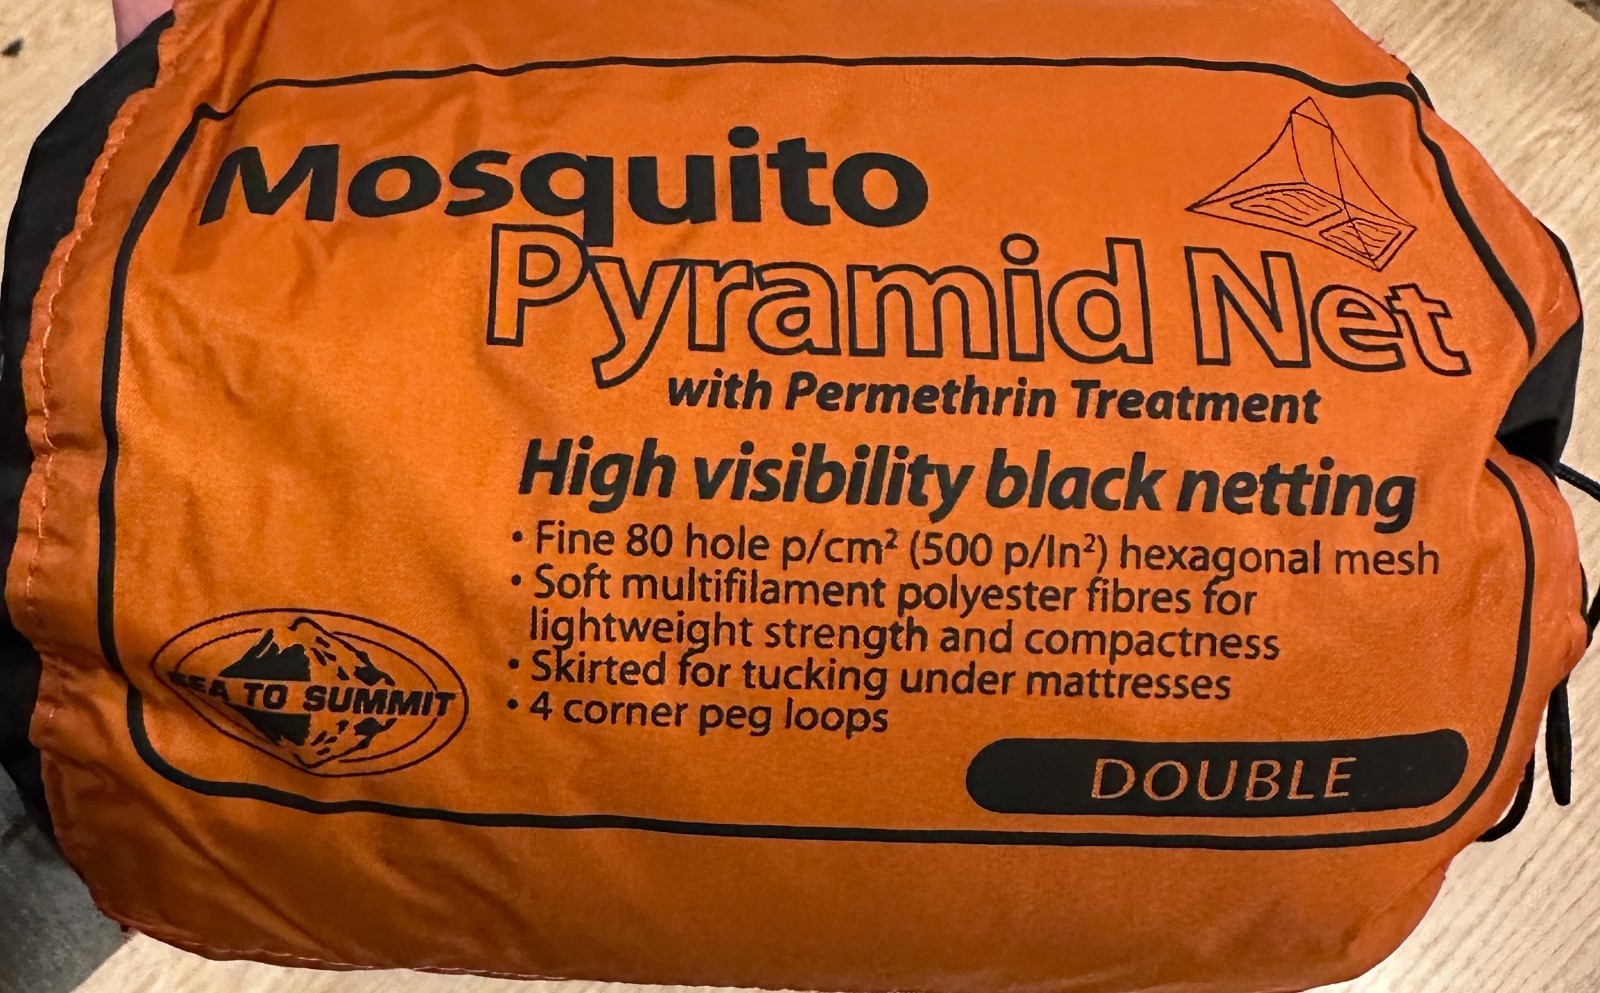 Mosquito
Pyramid Net
with Permethrin Treatment
High visibility black netting
• Fine 80 hole p/cm² (500 p/In²) hexagonal mesh
• Soft multifilament polyester fibres for
lightweight strength and compactness
• Skirted for tucking under mattresses
• 4 corner peg loops
SEA TO SUMMIT
DOUBLE